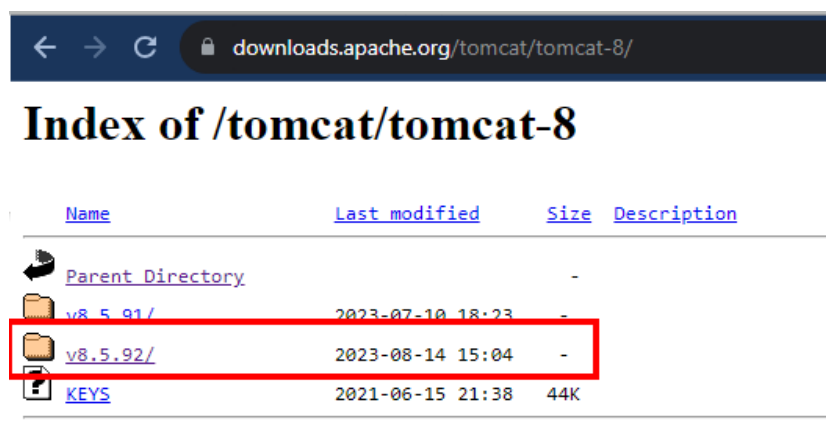 downloads.apache.org/tomcat/tomcat-8/
Index of /tomcat/tomcat-8
Name Last modified Size Description
Parent Directory -
v8.5.91/ 2023-07-10 18:23 -
v8.5.92/ 2023-08-14 15:04 -
KEYS 2021-06-15 21:38 44K